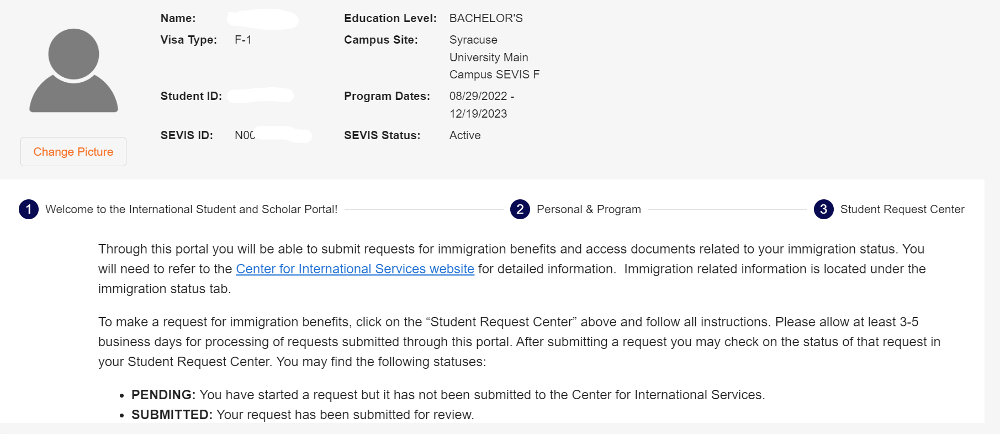 Name:
Education Level: BACHELOR'S
Visa Type: F-1
Campus Site: Syracuse
University Main
Campus SEVIS F
Student ID:
Program Dates: 08/29/2022 -
12/19/2023
SEVIS ID: N00
SEVIS Status: Active
Change Picture
1 Welcome to the International Student and Scholar Portal!
2 Personal & Program
3 Student Request Center
Through this portal you will be able to submit requests for immigration benefits and access documents related to your immigration status. You
will need to refer to the Center for International Services website for detailed information. Immigration related information is located under the
immigration status tab.
To make a request for immigration benefits, click on the “Student Request Center” above and follow all instructions. Please allow at least 3-5
business days for processing of requests submitted through this portal. After submitting a request you may check on the status of that request in
your Student Request Center. You may find the following statuses:
• PENDING: You have started a request but it has not been submitted to the Center for International Services.
• SUBMITTED: Your request has been submitted for review.